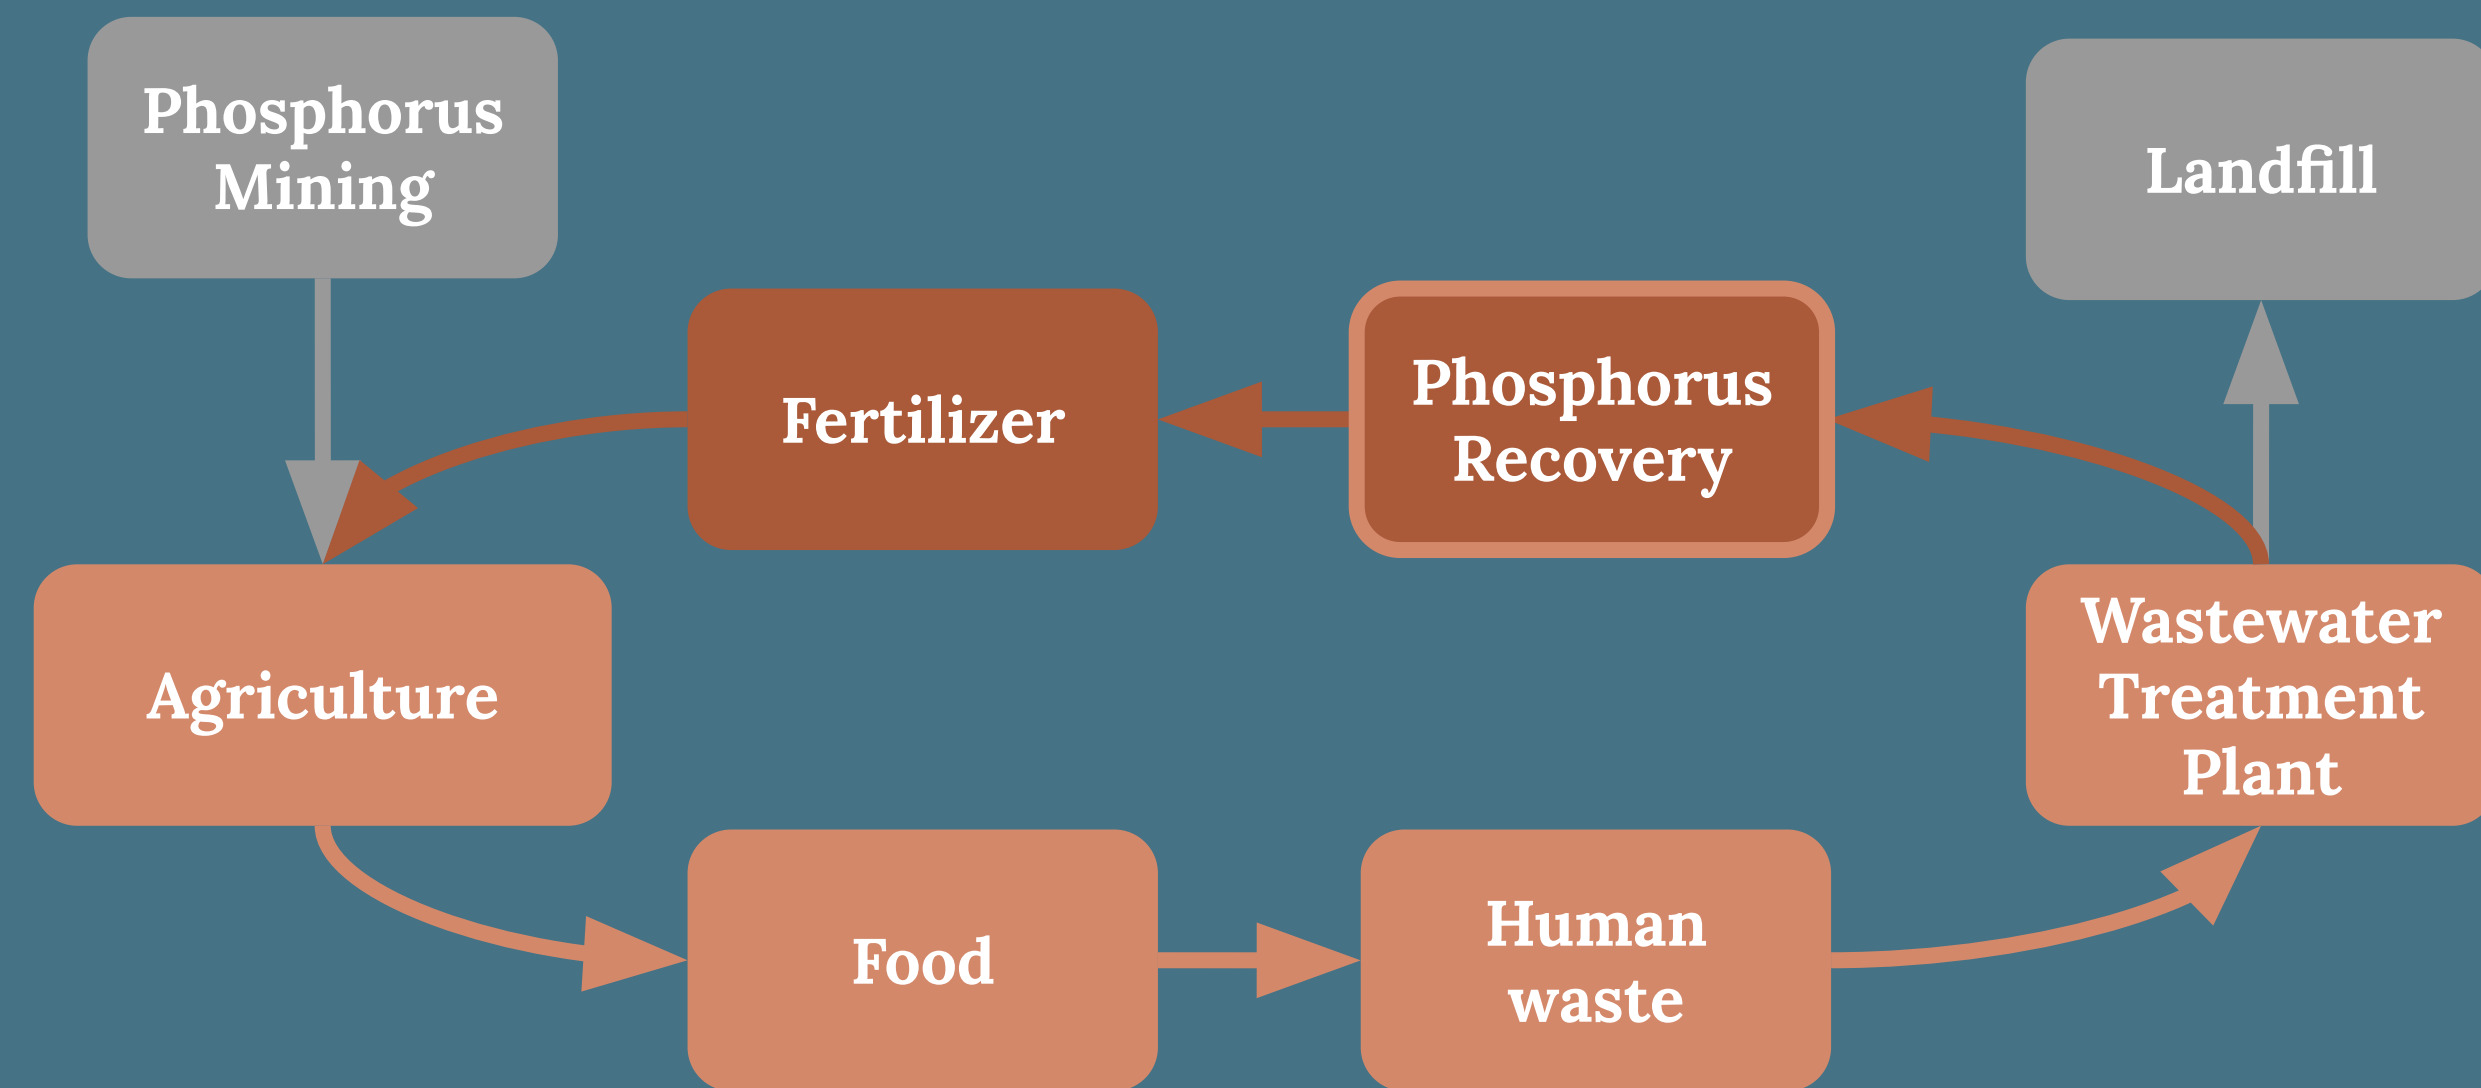 Phosphorus
Mining
Landfill
Fertilizer
Phosphorus
Recovery
Agriculture
Wastewater
Treatment
Plant
Food
Human
waste